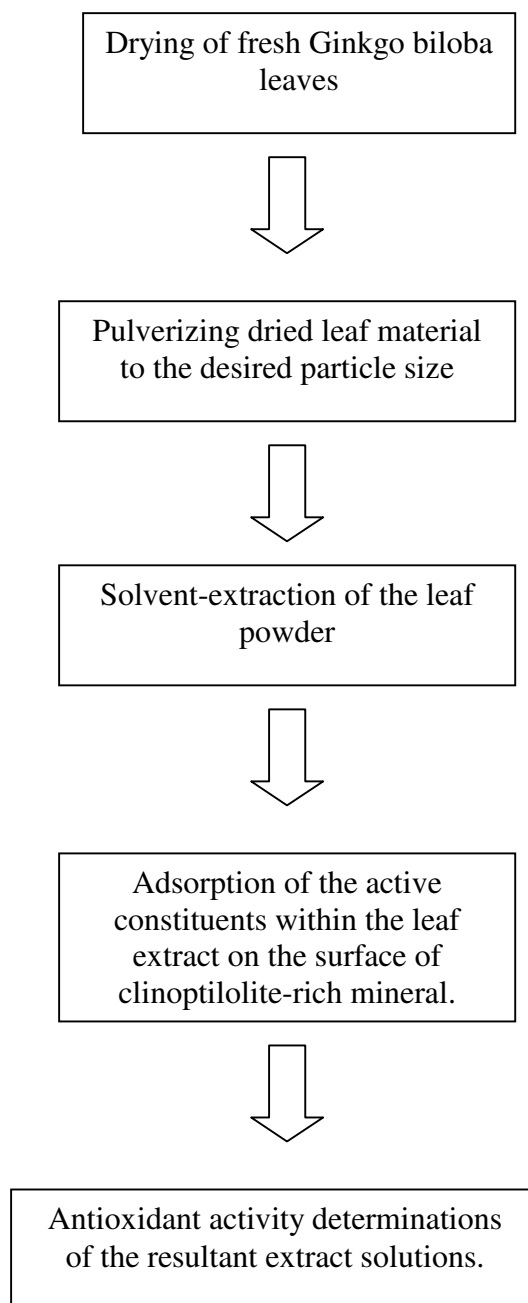 Drying of fresh Ginkgo biloba
leaves
Pulverizing dried leaf material
to the desired particle size
Solvent-extraction of the leaf
powder
Adsorption of the active
constituents within the leaf
extract on the surface of
clinoptilolite-rich mineral.
Antioxidant activity determinations
of the resultant extract solutions.